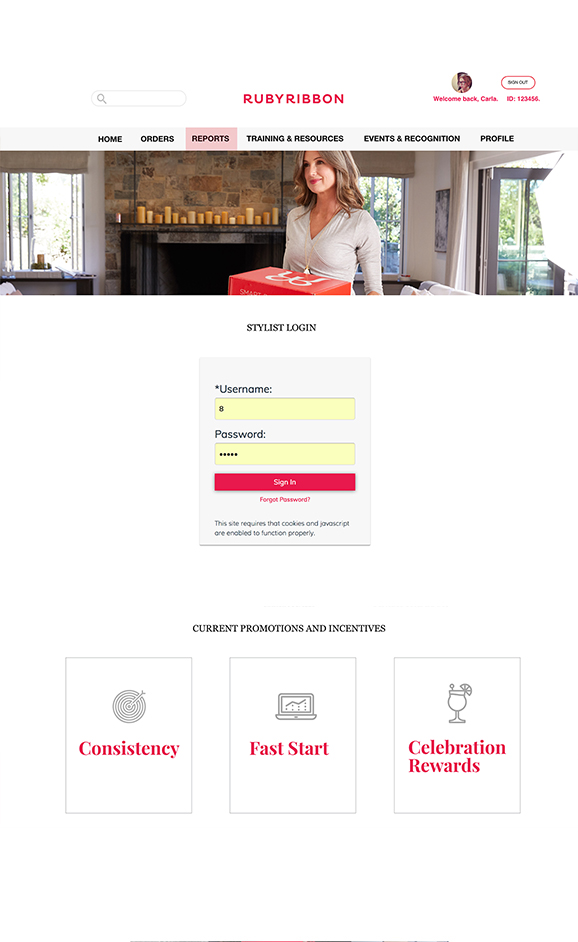 SIGN OUT
RUBYRIBBON
Welcome back, Carla. ID: 123456.
HOME ORDERS REPORTS TRAINING & RESOURCES EVENTS & RECOGNITION PROFILE
STYLIST LOGIN
*Username:
8
Password:
•••••
Sign In
Forgot Password?
This site requires that cookies and javascript
are enabled to function properly.
CURRENT PROMOTIONS AND INCENTIVES
Consistency
Fast Start
Celebration
Rewards